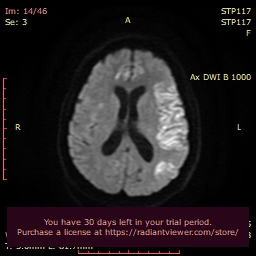 Im: 14/46
Se: 3
A
STP117
STP117
F
Ax DWI B 1000
R
L
You have 30 days left in your trial period.
Purchase a license at https://radiantviewer.com/store/